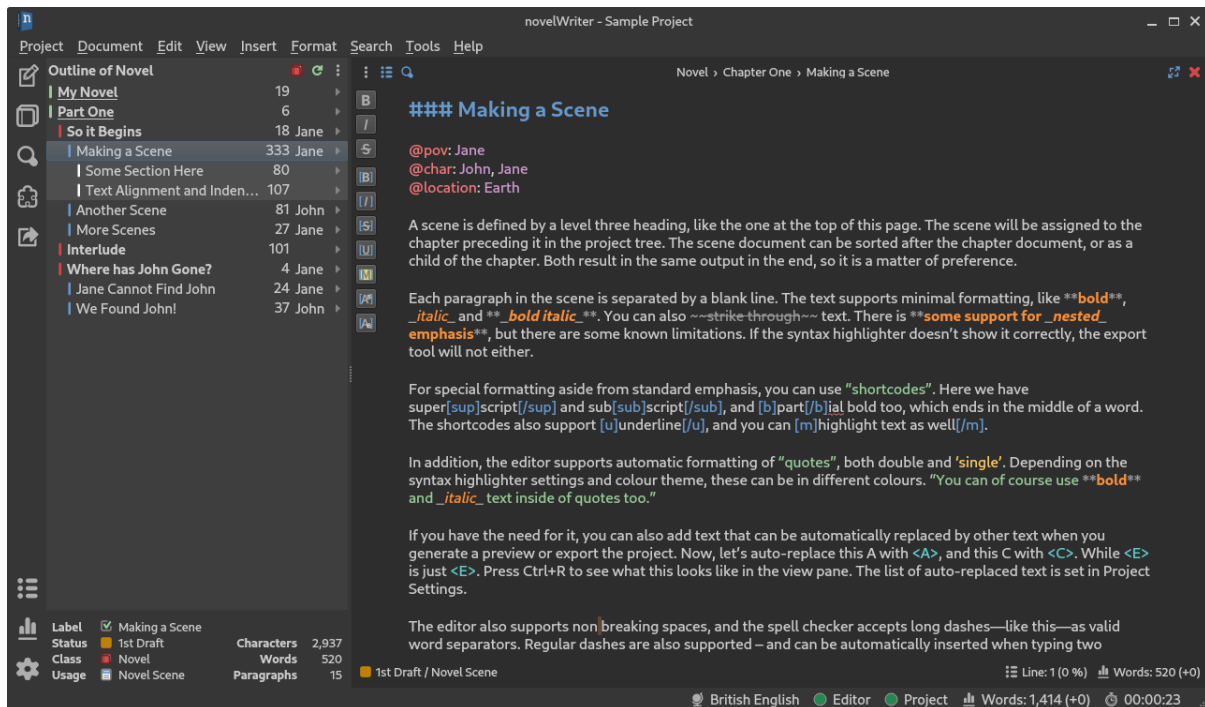 novelWriter - Sample Project
Project Document Edit View Insert Format Search Tools Help
Outline of Novel
My Novel 19
Part One 6
So it Begins 18 Jane
Making a Scene 333 Jane
Some Section Here 80
Text Alignment and Inden... 107
Another Scene 81 John
More Scenes 27 Jane
Interlude 101
Where has John Gone? 4 Jane
Jane Cannot Find John 24 Jane
We Found John! 37 John
Label Making a Scene
Status 1st Draft Characters 2,937
Class Novel Words 520
Usage Novel Scene Paragraphs 15
Novel › Chapter One › Making a Scene
B
I
S
[B]
[I]
[S]
[U]
[M]
### Making a Scene
@pov: Jane
@char: John, Jane
@location: Earth
A scene is defined by a level three heading, like the one at the top of this page. The scene will be assigned to the
chapter preceding it in the project tree. The scene document can be sorted after the chapter document, or as a
child of the chapter. Both result in the same output in the end, so it is a matter of preference.
Each paragraph in the scene is separated by a blank line. The text supports minimal formatting, like **bold**,
_italic_ and **_bold italic_**. You can also ~~strike through~~ text. There is **some support for _nested_
emphasis**, but there are some known limitations. If the syntax highlighter doesn’t show it correctly, the export
tool will not either.
For special formatting aside from standard emphasis, you can use “shortcodes”. Here we have
super[sup]script[/sup] and sub[sub]script[/sub], and [b]part[/b]ial bold too, which ends in the middle of a word.
The shortcodes also support [u]underline[/u], and you can [m]highlight text as well[/m].
In addition, the editor supports automatic formatting of “quotes”, both double and ‘single’. Depending on the
syntax highlighter settings and colour theme, these can be in different colours. “You can of course use **bold**
and _italic_ text inside of quotes too.”
If you have the need for it, you can also add text that can be automatically replaced by other text when you
generate a preview or export the project. Now, let’s auto-replace this A with <A>, and this C with <C>. While <E>
is just <E>. Press Ctrl+R to see what this looks like in the view pane. The list of auto-replaced text is set in Project
Settings.
The editor also supports non breaking spaces, and the spell checker accepts long dashes—like this—as valid
word separators. Regular dashes are also supported – and can be automatically inserted when typing two
1st Draft / Novel Scene
Line: 1 (0 %) Words: 520 (+0)
British English Editor Project Words: 1,414 (+0) 00:00:23